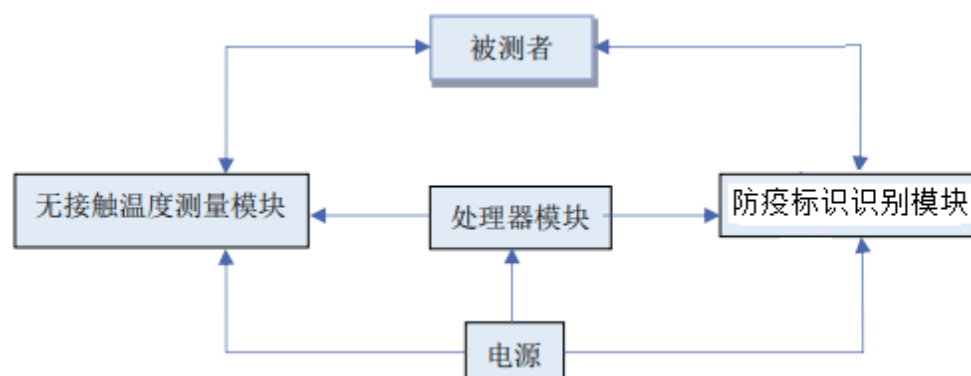 被测者
无接触温度测量模块
处理器模块
防疫标识识别模块
电源